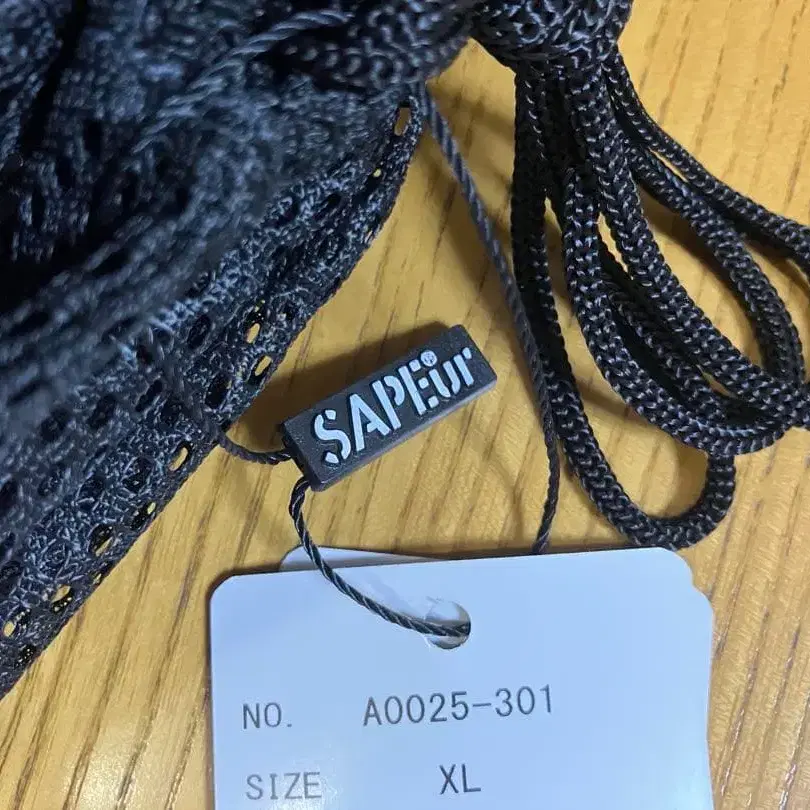 SAPEur®
NO. A0025-301
SIZE XL